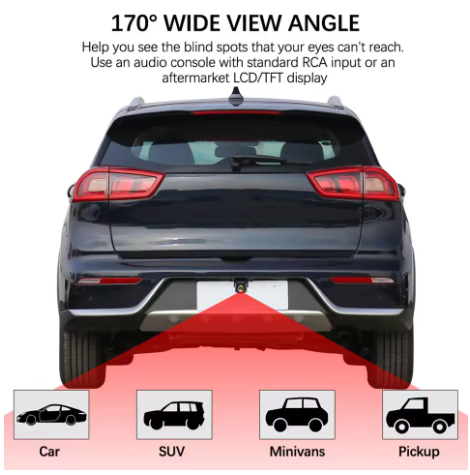 170° WIDE VIEW ANGLE
Help you see the blind spots that your eyes can't reach.
Use an audio console with standard RCA input or an
aftermarket LCD/TFT display
Car
SUV
Minivans
Pickup